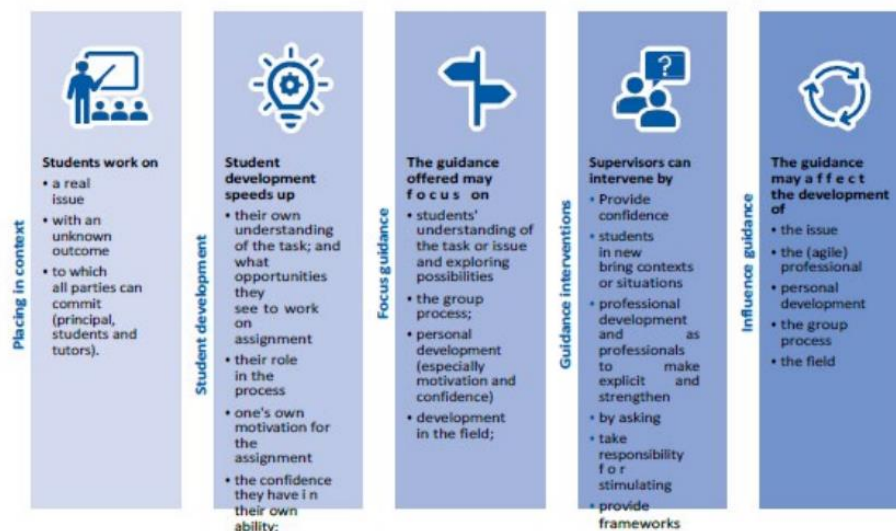 Placing in context
Students work on
• a real
issue
• with an
unknown
outcome
• to which
all parties can
commit
(principal,
students and
tutors).
Student development
Student
development
speeds up
• their own
understanding
of the task; and
what
opportunities
they
see to work
on
assignment
• their role
in the
process
• one's own
motivation for
the
assignment
• the confidence
they have i n
their own
ability;
Focus guidance
The guidance
offered may
f o c u s on
• students'
understanding of
the task or issue
and exploring
possibilities
• the group
process;
• personal
development
(especially
motivation and
confidence)
• development
in the field;
Guidance interventions
?
Supervisors can
intervene by
• Provide
confidence
• students
in new
bring contexts
or situations
• professional
development
and as
professionals
to make
explicit and
strengthen
• by asking
• take
responsibility
f o r
stimulating
• provide
frameworks
Influence guidance
The guidance
may a f f e c t
the development
of
• the issue
• the (agile)
professional
• personal
development
• the group
process
• the field